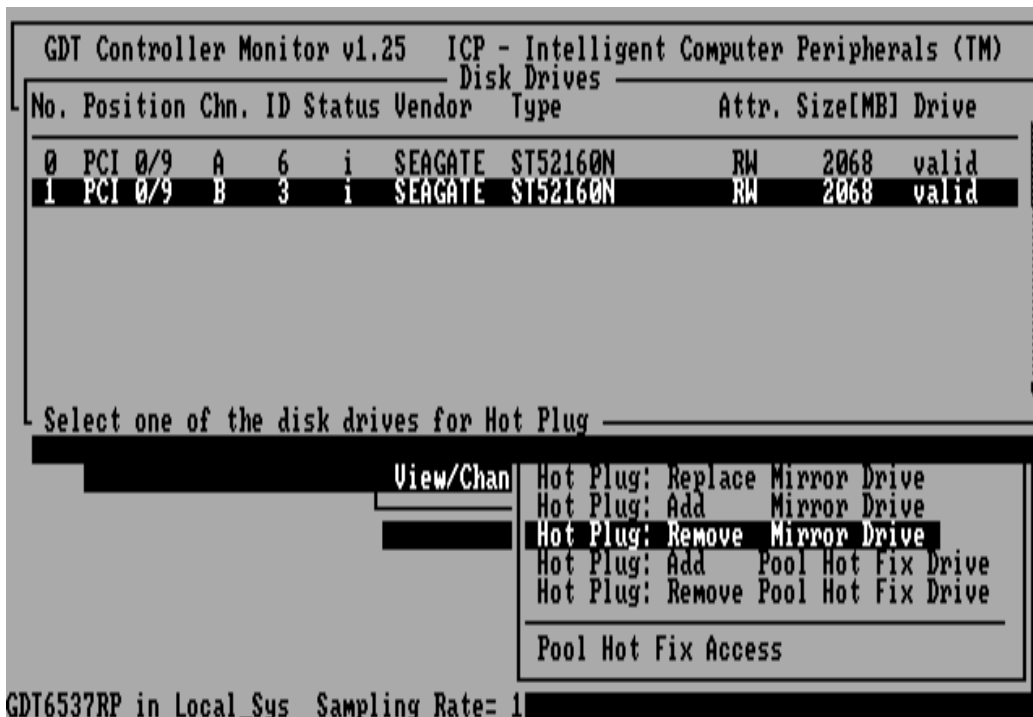 GDT Controller Monitor v1.25 ICP - Intelligent Computer Peripherals (TM)
Disk Drives
No. Position Chn. ID Status Vendor Type Attr. Size[MB] Drive
0 PCI 0/9 A 6 i SEAGATE ST52160N RW 2068 valid
1 PCI 0/9 B 3 i SEAGATE ST52160N RW 2068 valid
Select one of the disk drives for Hot Plug
View/Chan
Hot Plug: Replace Mirror Drive
Hot Plug: Add Mirror Drive
Hot Plug: Remove Mirror Drive
Hot Plug: Add Pool Hot Fix Drive
Hot Plug: Remove Pool Hot Fix Drive
Pool Hot Fix Access
GDT6537RP in Local_Sys Sampling Rate= 1